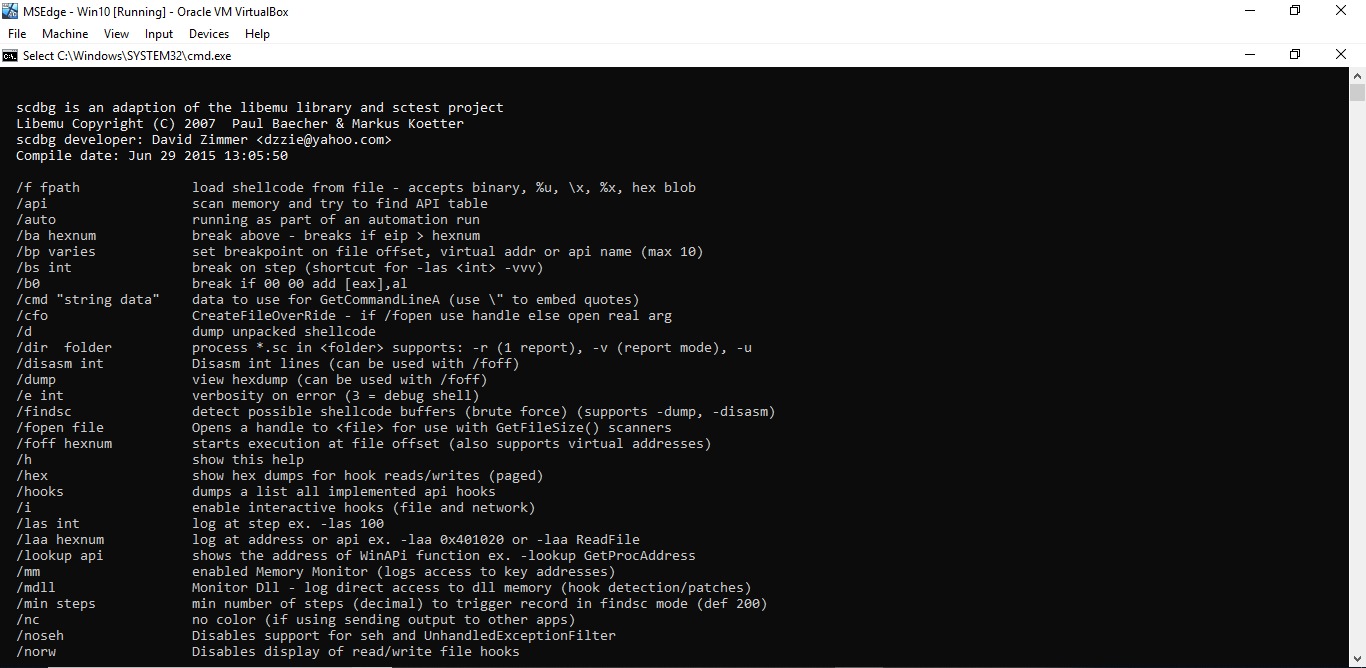 MSEdge - Win10 [Running] - Oracle VM VirtualBox
File Machine View Input Devices Help
Select C:\Windows\SYSTEM32\cmd.exe
scdbg is an adaption of the libemu library and sctest project
Libemu Copyright (C) 2007  Paul Baecher & Markus Koetter
scdbg developer: David Zimmer <dzzie@yahoo.com>
Compile date: Jun 29 2015 13:05:50
/f fpath              load shellcode from file - accepts binary, %u, \x, %x, hex blob
/api                  scan memory and try to find API table
/auto                 running as part of an automation run
/ba hexnum            break above - breaks if eip > hexnum
/bp varies            set breakpoint on file offset, virtual addr or api name (max 10)
/bs int               break on step (shortcut for -las <int> -vvv)
/b0                   break if 00 00 add [eax],al
/cmd "string data"    data to use for GetCommandLineA (use \" to embed quotes)
/cfo                  CreateFileOverRide - if /fopen use handle else open real arg
/d                    dump unpacked shellcode
/dir  folder          process *.sc in <folder> supports: -r (1 report), -v (report mode), -u
/disasm int           Disasm int lines (can be used with /foff)
/dump                 view hexdump (can be used with /foff)
/e int                verbosity on error (3 = debug shell)
/findsc               detect possible shellcode buffers (brute force) (supports -dump, -disasm)
/fopen file           Opens a handle to <file> for use with GetFileSize() scanners
/foff hexnum          starts execution at file offset (also supports virtual addresses)
/h                    show this help
/hex                  show hex dumps for hook reads/writes (paged)
/hooks                dumps a list all implemented api hooks
/i                    enable interactive hooks (file and network)
/las int              log at step ex. -las 100
/laa hexnum           log at address or api ex. -laa 0x401020 or -laa ReadFile
/lookup api           shows the address of WinAPi function ex. -lookup GetProcAddress
/mm                   enabled Memory Monitor (logs access to key addresses)
/mdll                 Monitor Dll - log direct access to dll memory (hook detection/patches)
/min steps            min number of steps (decimal) to trigger record in findsc mode (def 200)
/nc                   no color (if using sending output to other apps)
/noseh                Disables support for seh and UnhandledExceptionFilter
/norw                 Disables display of read/write file hooks